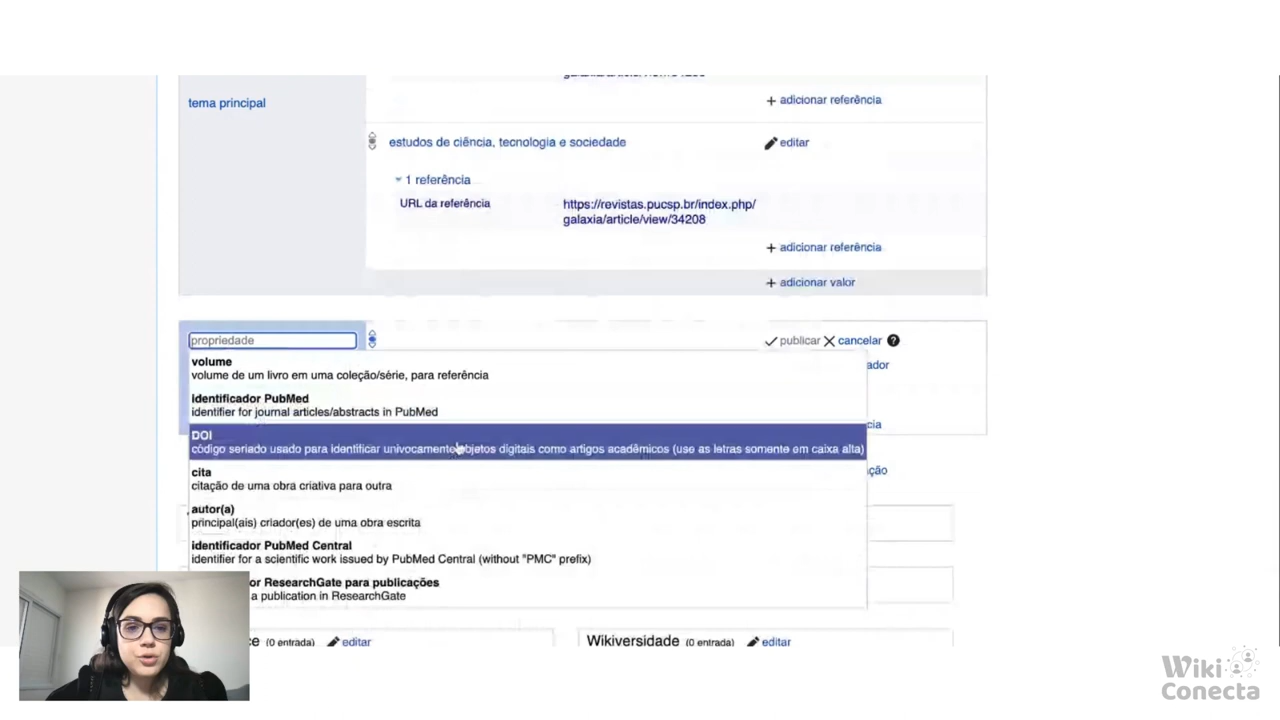 tema principal
+ adicionar referência
estudos de ciência, tecnologia e sociedade
editar
1 referência
URL da referência
https://revistas.pucsp.br/index.php/
galaxia/article/view/34208
+ adicionar referência
+ adicionar valor
propriedade
publicar
cancelar
?
volume
volume de um livro em uma coleção/série, para referência
ador
identificador PubMed
identifier for journal articles/abstracts in PubMed
cia
DOI
código seriado usado para identificar univocamente objetos digitais como artigos acadêmicos (use as letras somente em caixa alta)
cita
citação de uma obra criativa para outra
ção
autor(a)
principal(ais) criador(es) de uma obra escrita
identificador PubMed Central
identifier for a scientific work issued by PubMed Central (without "PMC" prefix)
or ResearchGate para publicações
a publication in ResearchGate
(0 entrada) editar
Wikiversidade (0 entrada) editar
Wiki
Conecta